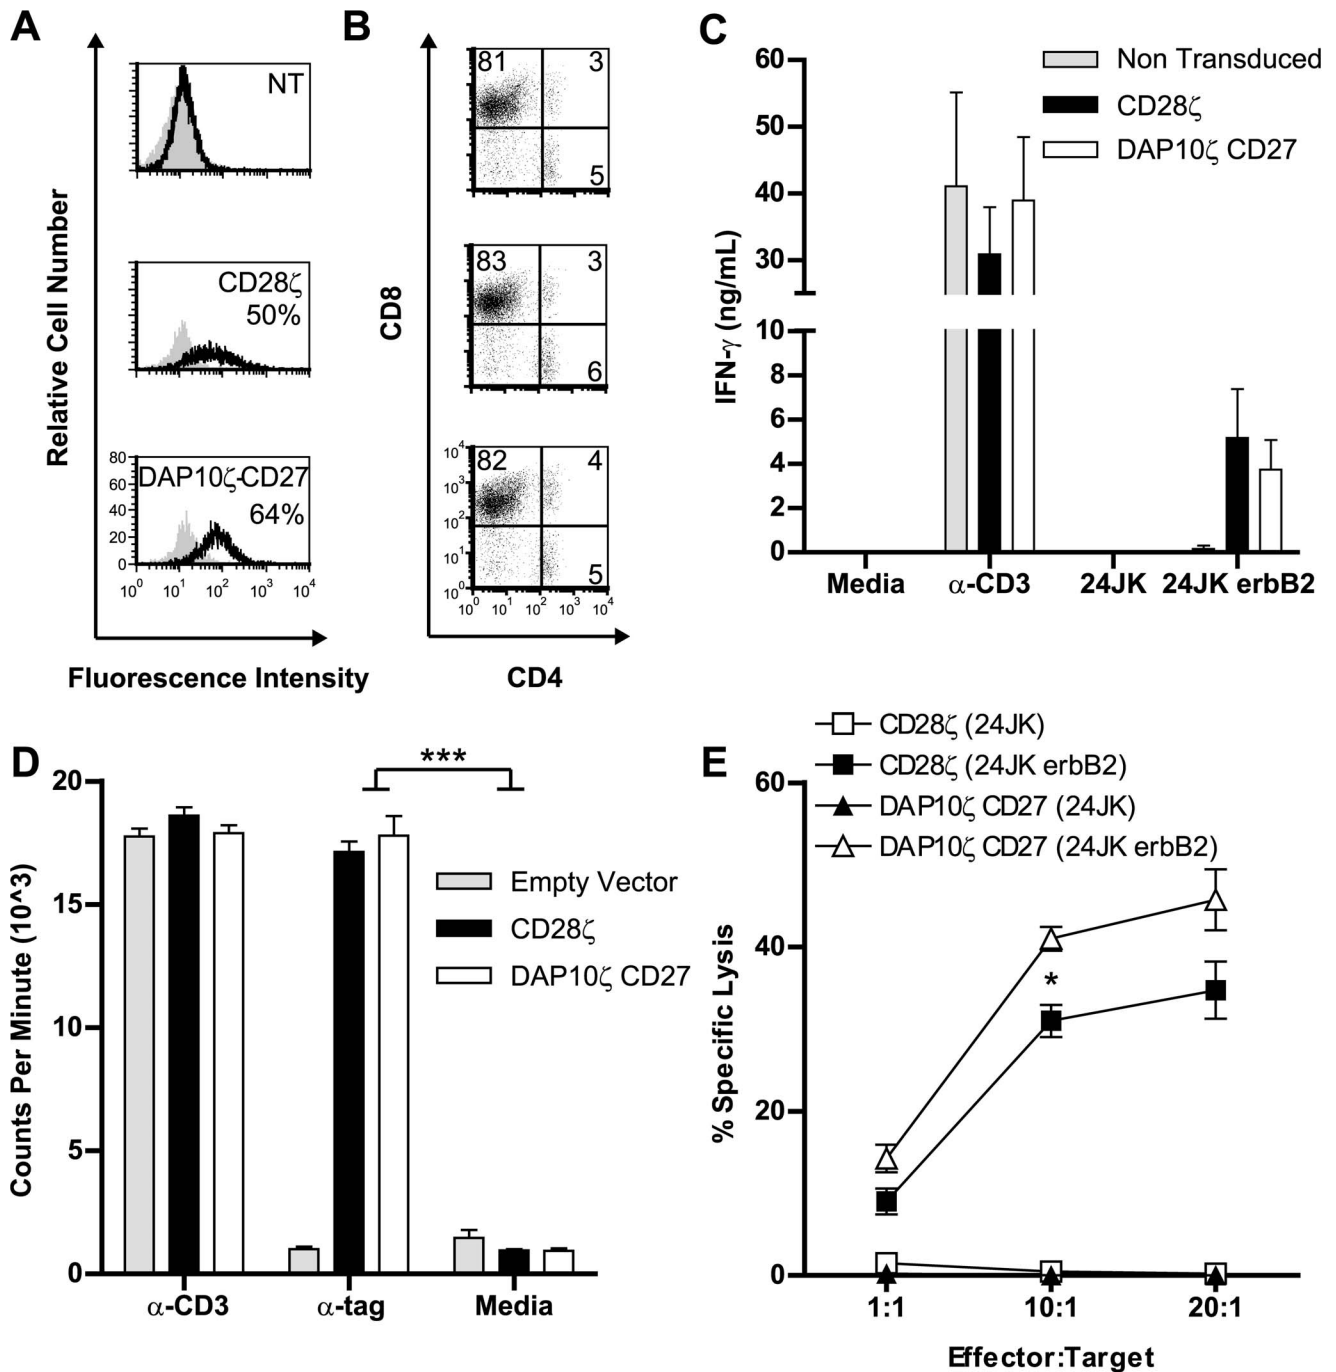 A
B
C
NT
CD28ζ
50%
DAP10ζ-CD27
64%
80
60
40
20
0
10^0 10^1 10^2 10^3 10^4
Relative Cell Number
Fluorescence Intensity
81 3
5
83 3
6
82 4
5
10^4
10^3
10^2
10^1
10^0
10^0 10^1 10^2 10^3 10^4
CD8
CD4
60
50
40
30
10
8
6
4
2
0
IFN-γ (ng/mL)
Non Transduced
CD28ζ
DAP10ζ CD27
Media α-CD3 24JK 24JK erbB2
D
***
20
15
10
5
0
Counts Per Minute (10^3)
Empty Vector
CD28ζ
DAP10ζ CD27
α-CD3 α-tag Media
E
CD28ζ (24JK)
CD28ζ (24JK erbB2)
DAP10ζ CD27 (24JK)
DAP10ζ CD27 (24JK erbB2)
60
40
20
0
% Specific Lysis
*
1:1 10:1 20:1
Effector:Target